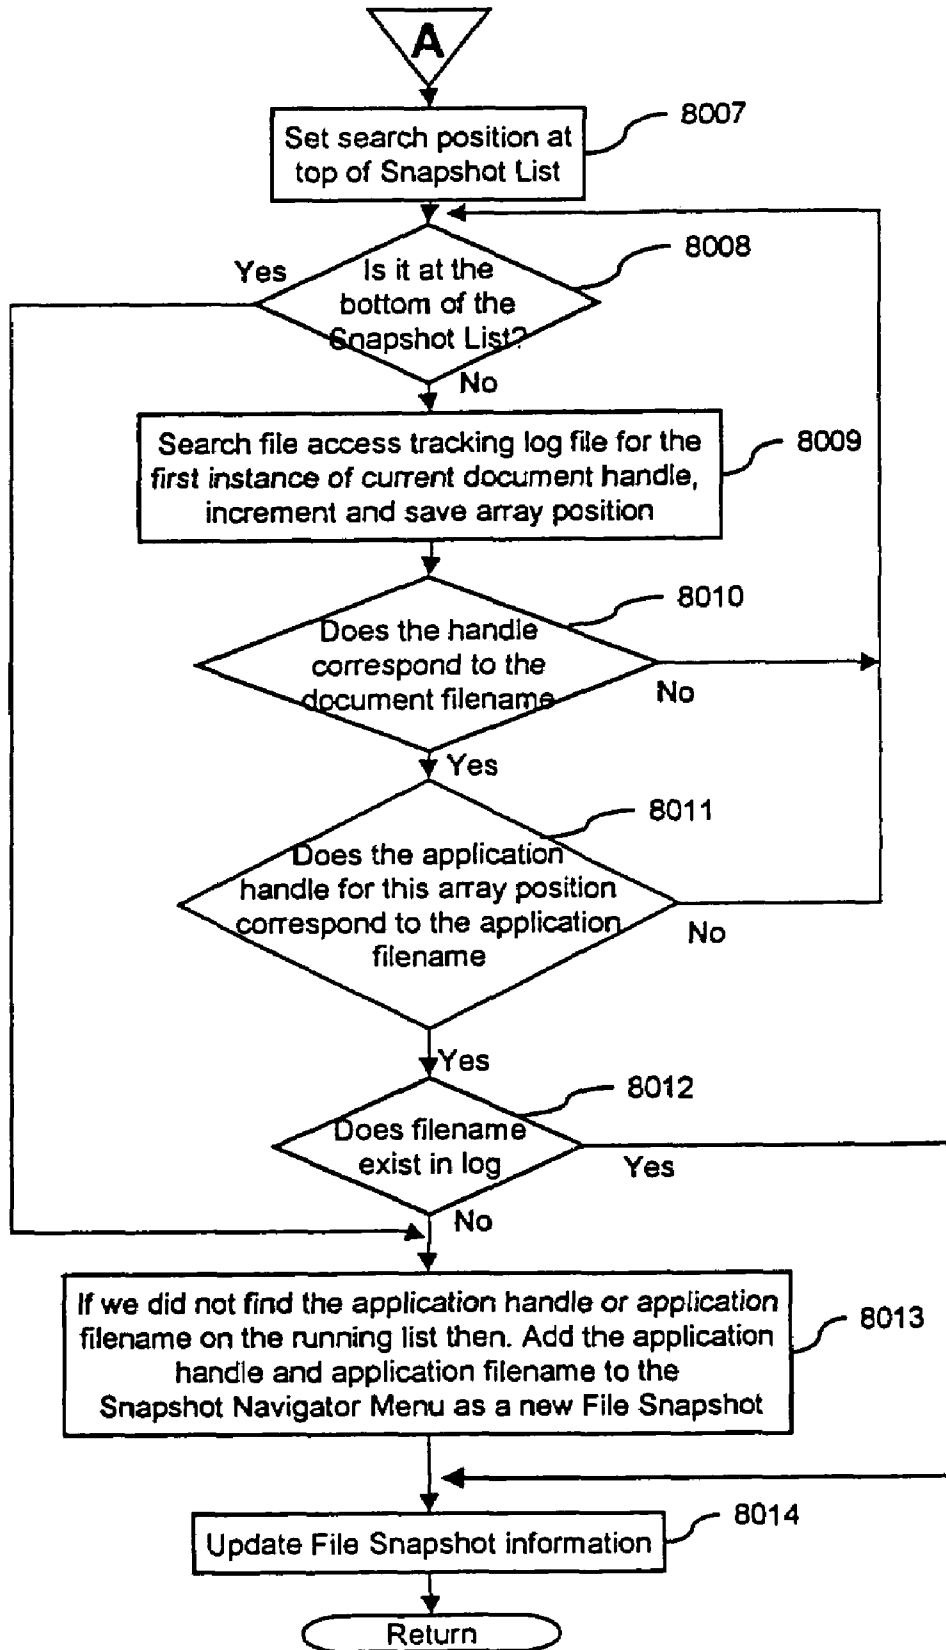 A
Set search position at
top of Snapshot List
8007
Yes
Is it at the
bottom of the
Snapshot List?
8008
No
Search file access tracking log file for the
first instance of current document handle,
increment and save array position
8009
Does the handle
correspond to the
document filename
8010
No
Yes
Does the application
handle for this array position
correspond to the application
filename
8011
No
Yes
Does filename
exist in log
8012
Yes
No
If we did not find the application handle or application
filename on the running list then. Add the application
handle and application filename to the
Snapshot Navigator Menu as a new File Snapshot
8013
Update File Snapshot information
8014
Return